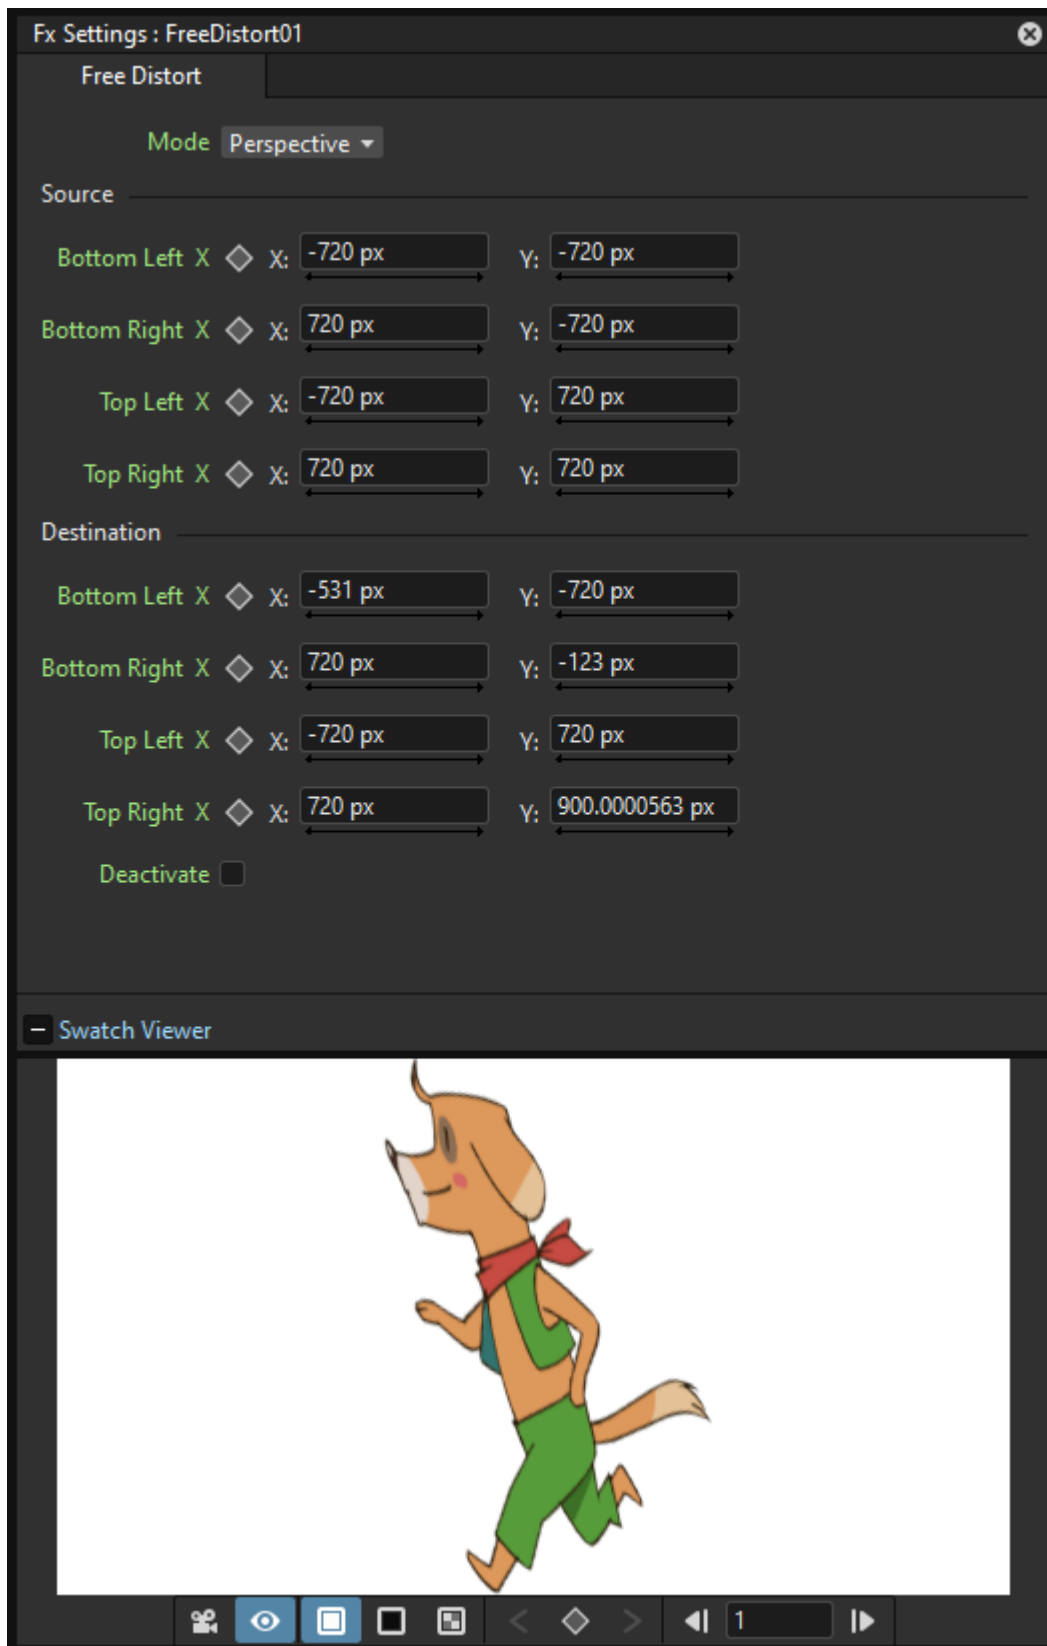 Fx Settings : FreeDistort01
Free Distort
Mode Perspective
Source
Bottom Left X X: -720 px Y: -720 px
Bottom Right X X: 720 px Y: -720 px
Top Left X X: -720 px Y: 720 px
Top Right X X: 720 px Y: 720 px
Destination
Bottom Left X X: -531 px Y: -720 px
Bottom Right X X: 720 px Y: -123 px
Top Left X X: -720 px Y: 720 px
Top Right X X: 720 px Y: 900.0000563 px
Deactivate
Swatch Viewer
1